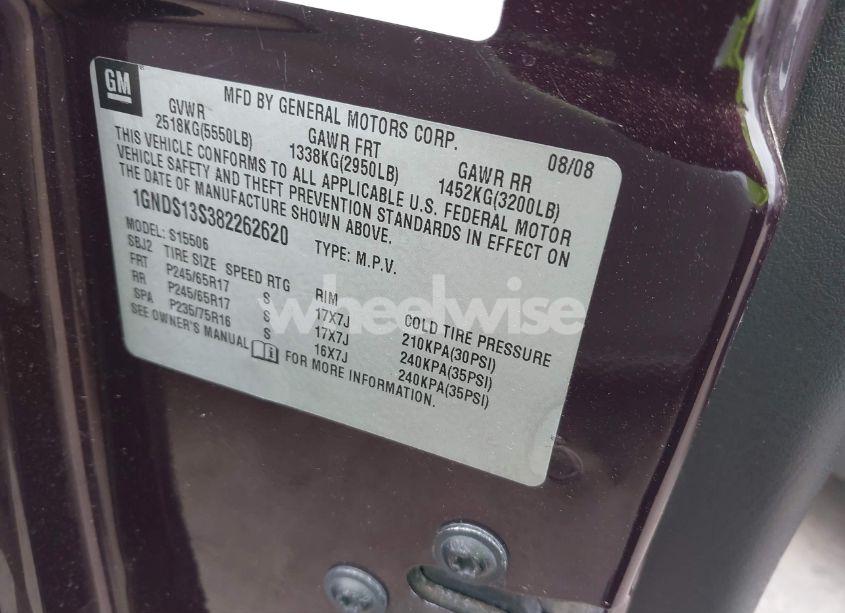 GM
MFD BY GENERAL MOTORS CORP.
08/08
GVWR
2518KG(5550LB)
GAWR FRT
1338KG(2950LB)
GAWR RR
1452KG(3200LB)
THIS VEHICLE CONFORMS TO ALL APPLICABLE U.S. FEDERAL MOTOR
VEHICLE SAFETY AND THEFT PREVENTION STANDARDS IN EFFECT ON
THE DATE OF MANUFACTURE SHOWN ABOVE.
1GNDS13S382262620
TYPE: M.P.V.
MODEL: S15506
SBJ2 TIRE SIZE SPEED RTG RIM COLD TIRE PRESSURE
FRT P245/65R17 S 17X7J 210KPA(30PSI)
RR P245/65R17 S 17X7J 240KPA(35PSI)
SPA P235/75R16 S 16X7J 240KPA(35PSI)
SEE OWNER'S MANUAL FOR MORE INFORMATION.
wheelwise